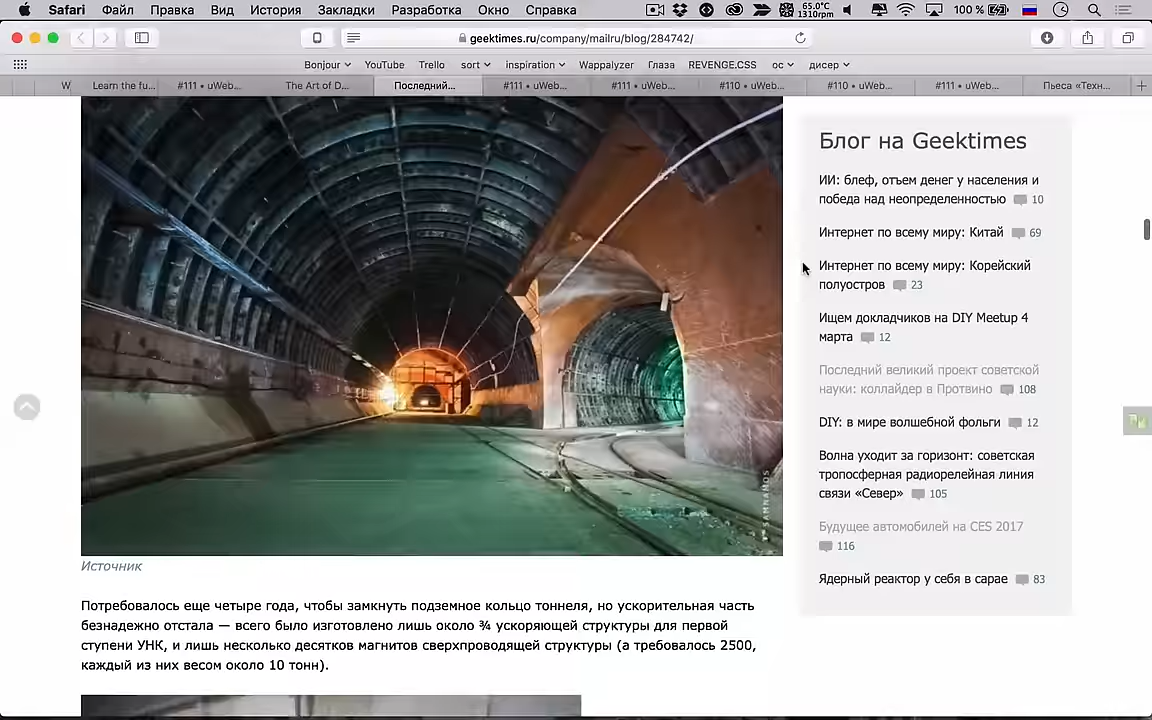 Safari Файл Правка Вид История Закладки Разработка Окно Справка 65.0°C 1310rpm 100 %
geektimes.ru/company/mailru/blog/284742/
Bonjour YouTube Trello sort inspiration Wappalyzer Глаза REVENGE.CSS ос дисер
W Learn the fu... #111 • uWeb... The Art of D... Последний... #111 • uWeb... #111 • uWeb... #110 • uWeb... #110 • uWeb... #111 • uWeb... Пьеса «Техн...
SAMNAMOS
Источник
Потребовалось еще четыре года, чтобы замкнуть подземное кольцо тоннеля, но ускорительная часть
безнадежно отстала — всего было изготовлено лишь около ¾ ускоряющей структуры для первой
ступени УНК, и лишь несколько десятков магнитов сверхпроводящей структуры (а требовалось 2500,
каждый из них весом около 10 тонн).
Блог на Geektimes
ИИ: блеф, отъем денег у населения и
победа над неопределенностью 10
Интернет по всему миру: Китай 69
Интернет по всему миру: Корейский
полуостров 23
Ищем докладчиков на DIY Meetup 4
марта 12
Последний великий проект советской
науки: коллайдер в Протвино 108
DIY: в мире волшебной фольги 12
Волна уходит за горизонт: советская
тропосферная радиорелейная линия
связи «Север» 105
Будущее автомобилей на CES 2017
116
Ядерный реактор у себя в сарае 83